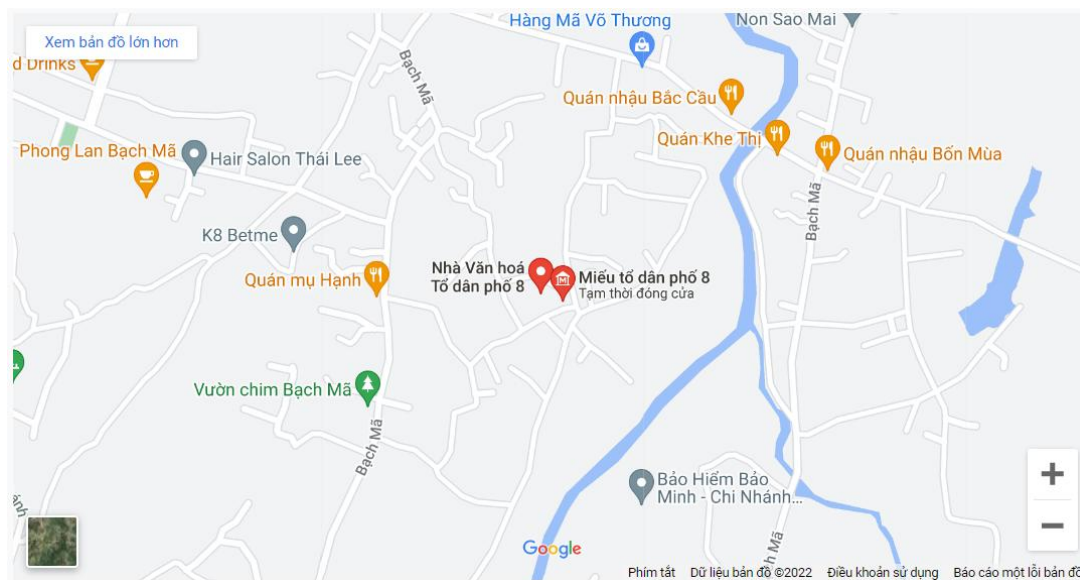 Hàng Mã Võ Thương
Non Sao Mai
Xem bản đồ lớn hơn
d Drinks
Bạch Mã
Quán nhậu Bắc Cầu
Quán Khe Thị
Quán nhậu Bốn Mùa
Phong Lan Bạch Mã
Hair Salon Thái Lee
Bạch Mã
K8 Betme
Quán mụ Hạnh
Nhà Văn hoá
Tổ dân phố 8
Miếu tổ dân phố 8
Tạm thời đóng cửa
Vườn chim Bạch Mã
Bạch Mã
Bảo Hiểm Bảo
Minh - Chi Nhánh...
Google
Phím tắt Dữ liệu bản đồ ©2022 Điều khoản sử dụng Báo cáo một lỗi bản đồ